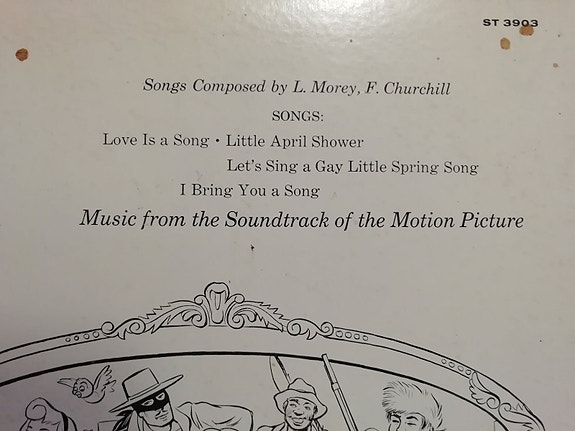 ST 3903
Songs Composed by L. Morey, F. Churchill
SONGS:
Love Is a Song • Little April Shower
Let's Sing a Gay Little Spring Song
I Bring You a Song
Music from the Soundtrack of the Motion Picture